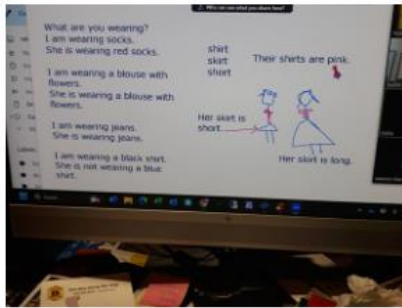 What are you wearing?
I am wearing socks.
She is wearing red socks.
I am wearing a blouse with
flowers.
She is wearing a blouse with
flowers.
I am wearing jeans.
She is wearing jeans.
I am wearing a black shirt.
She is not wearing a blue
shirt.
shirt
skirt
short
Their shirts are pink.
Her skirt is
short
Her skirt is long.